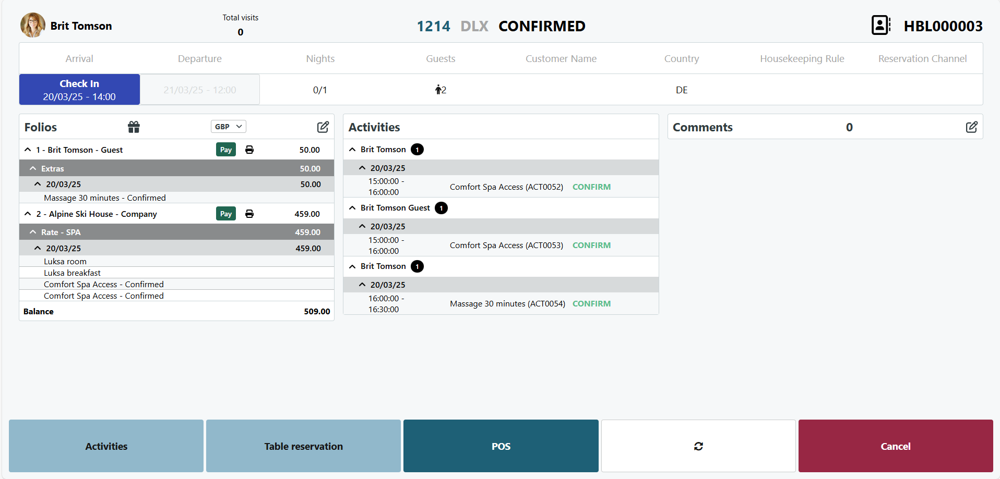 Brit Tomson
Total visits
0
1214 DLX CONFIRMED
HBL000003
Arrival Departure Nights Guests Customer Name Country Housekeeping Rule Reservation Channel
Check In
20/03/25 - 14:00
21/03/25 - 12:00
0/1
2
DE
Folios
GBP
1 - Brit Tomson - Guest Pay 50.00
Extras 50.00
20/03/25 50.00
Massage 30 minutes - Confirmed
2 - Alpine Ski House - Company Pay 459.00
Rate - SPA 459.00
20/03/25 459.00
Luksa room
Luksa breakfast
Comfort Spa Access - Confirmed
Comfort Spa Access - Confirmed
Balance 509.00
Activities
Brit Tomson 1
20/03/25
15:00:00 -
16:00:00
Comfort Spa Access (ACT0052) CONFIRM
Brit Tomson Guest 1
20/03/25
15:00:00 -
16:00:00
Comfort Spa Access (ACT0053) CONFIRM
Brit Tomson 1
20/03/25
16:00:00 -
16:30:00
Massage 30 minutes (ACT0054) CONFIRM
Comments 0
Activities
Table reservation
POS
Cancel